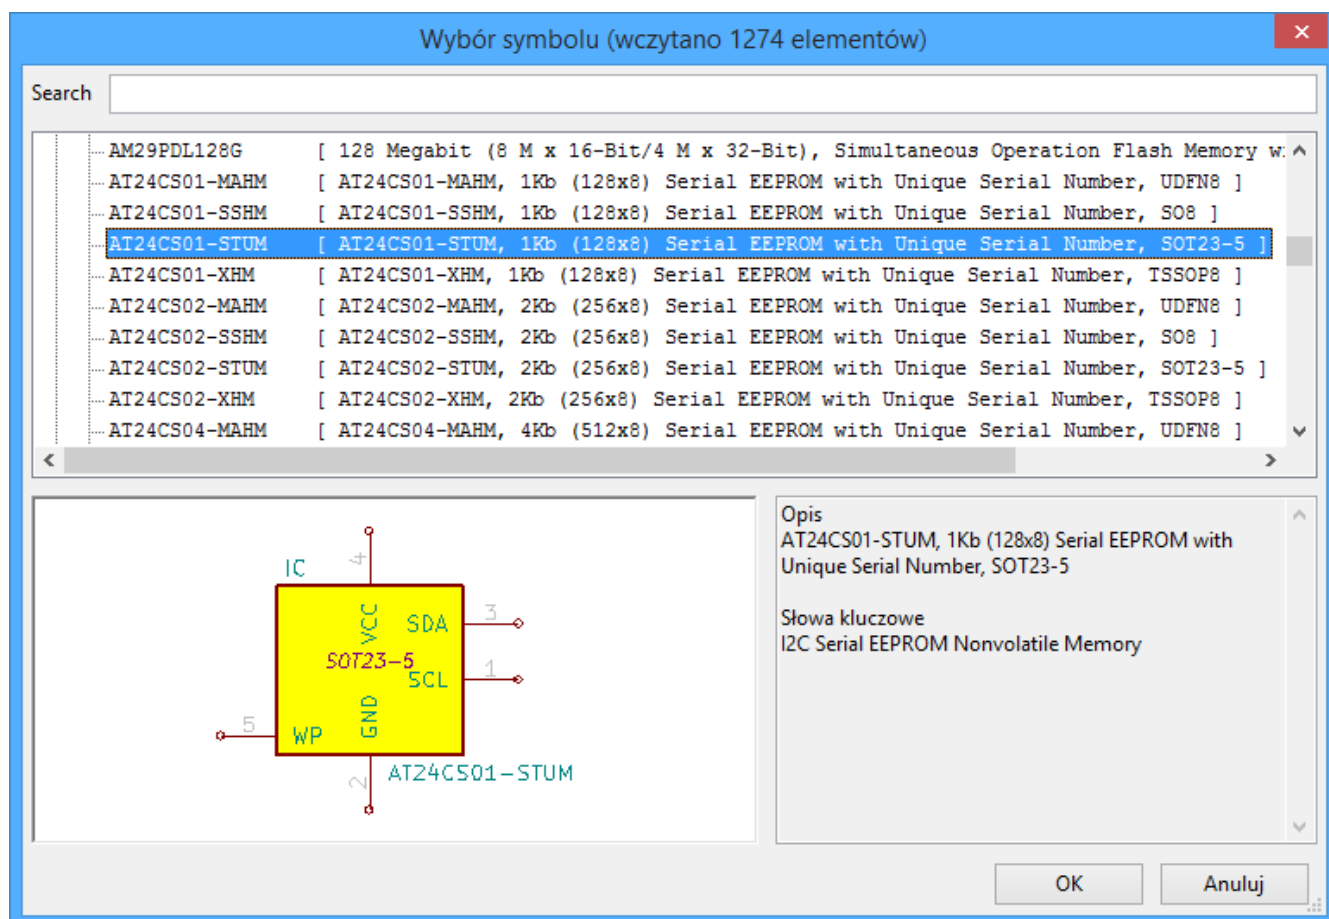 Wybór symbolu (wczytano 1274 elementów)
Search
AM29PDL128G [ 128 Megabit (8 M x 16-Bit/4 M x 32-Bit), Simultaneous Operation Flash Memory w
AT24CS01-MAHM [ AT24CS01-MAHM, 1Kb (128x8) Serial EEPROM with Unique Serial Number, UDFN8 ]
AT24CS01-SSHM [ AT24CS01-SSHM, 1Kb (128x8) Serial EEPROM with Unique Serial Number, SO8 ]
AT24CS01-STUM [ AT24CS01-STUM, 1Kb (128x8) Serial EEPROM with Unique Serial Number, SOT23-5 ]
AT24CS01-XHM [ AT24CS01-XHM, 1Kb (128x8) Serial EEPROM with Unique Serial Number, TSSOP8 ]
AT24CS02-MAHM [ AT24CS02-MAHM, 2Kb (256x8) Serial EEPROM with Unique Serial Number, UDFN8 ]
AT24CS02-SSHM [ AT24CS02-SSHM, 2Kb (256x8) Serial EEPROM with Unique Serial Number, SO8 ]
AT24CS02-STUM [ AT24CS02-STUM, 2Kb (256x8) Serial EEPROM with Unique Serial Number, SOT23-5 ]
AT24CS02-XHM [ AT24CS02-XHM, 2Kb (256x8) Serial EEPROM with Unique Serial Number, TSSOP8 ]
AT24CS04-MAHM [ AT24CS04-MAHM, 4Kb (512x8) Serial EEPROM with Unique Serial Number, UDFN8 ]
4
IC
VCC
SDA
3
SOT23-5
SCL
1
5
WP
GND
2
AT24CS01-STUM
Opis
AT24CS01-STUM, 1Kb (128x8) Serial EEPROM with
Unique Serial Number, SOT23-5
Słowa kluczowe
I2C Serial EEPROM Nonvolatile Memory
OK
Anuluj